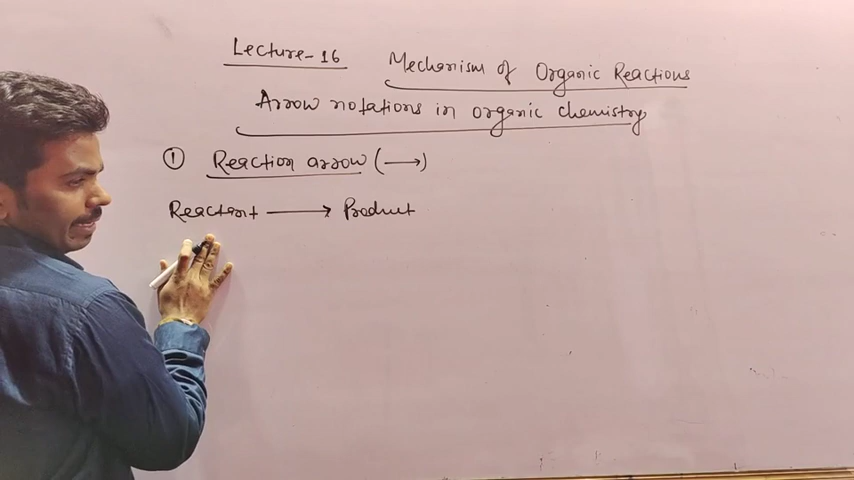 Lecture-16 Mechanism of Organic Reactions
Arrow notations in organic chemistry
① Reaction arrow (⟶)
Reactant ⟶ Product